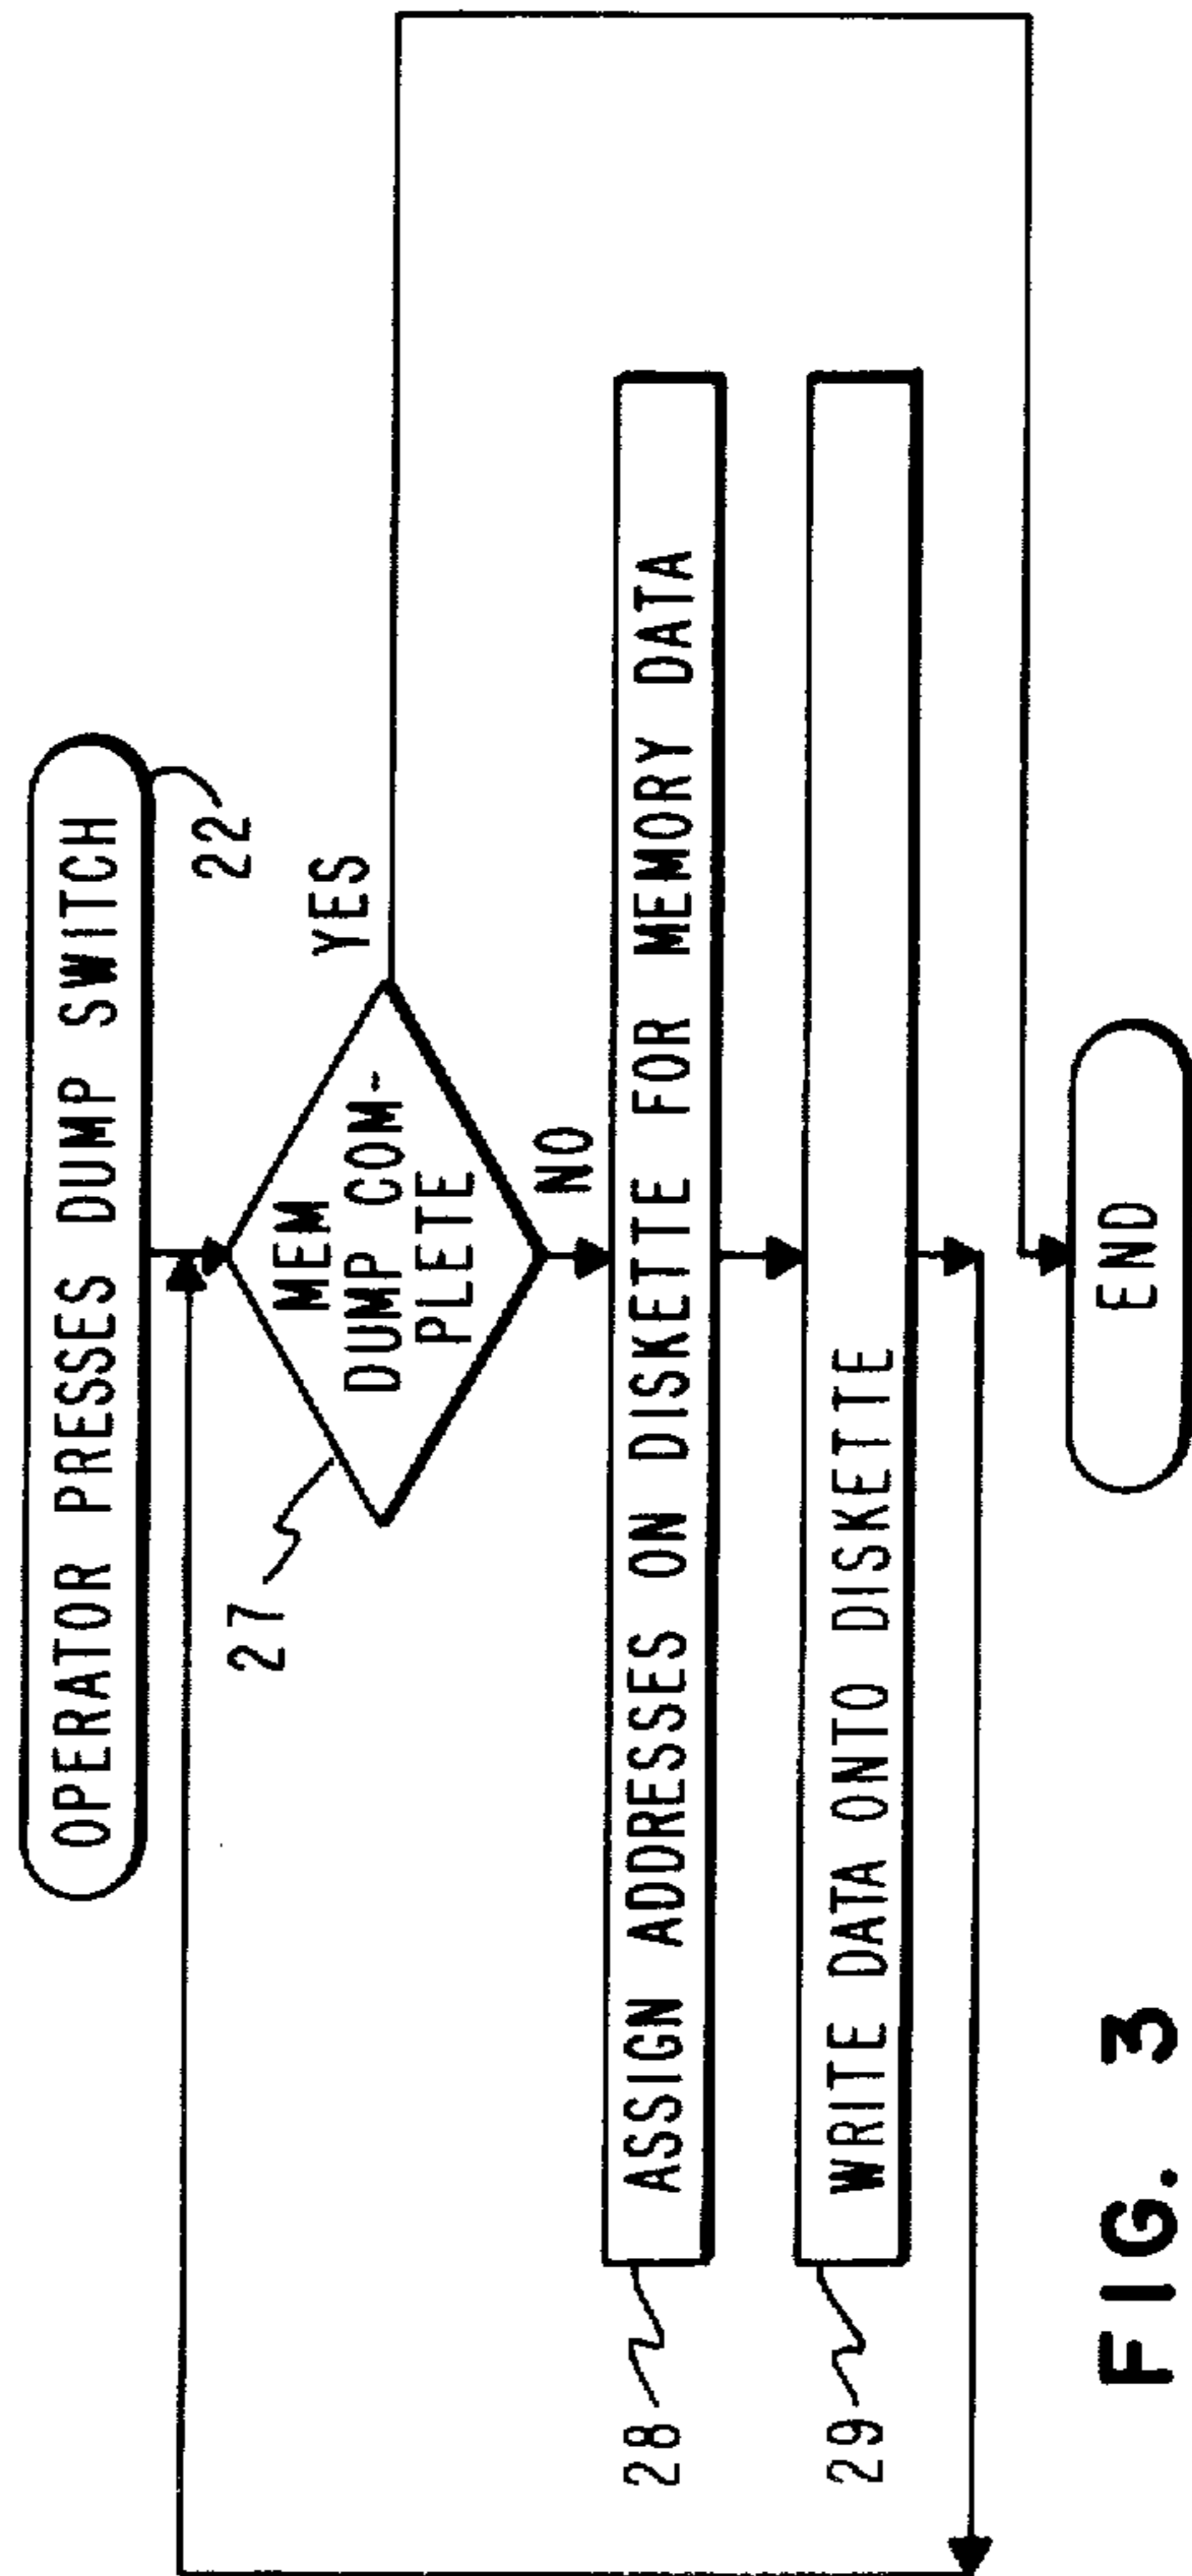 OPERATOR PRESSES DUMP SWITCH
22
27
MEM
DUMP COM-
PLETE
YES
NO
28
ASSIGN ADDRESSES ON DISKETTE FOR MEMORY DATA
29
WRITE DATA ONTO DISKETTE
END
FIG. 3